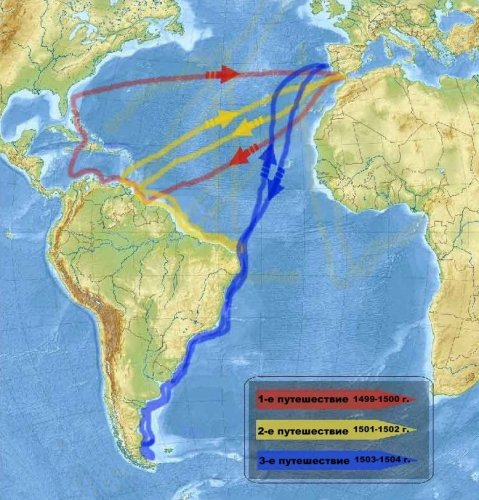 1-е путешествие 1499-1500 г.
2-е путешествие 1501-1502 г.
3-е путешествие 1503-1504 г.